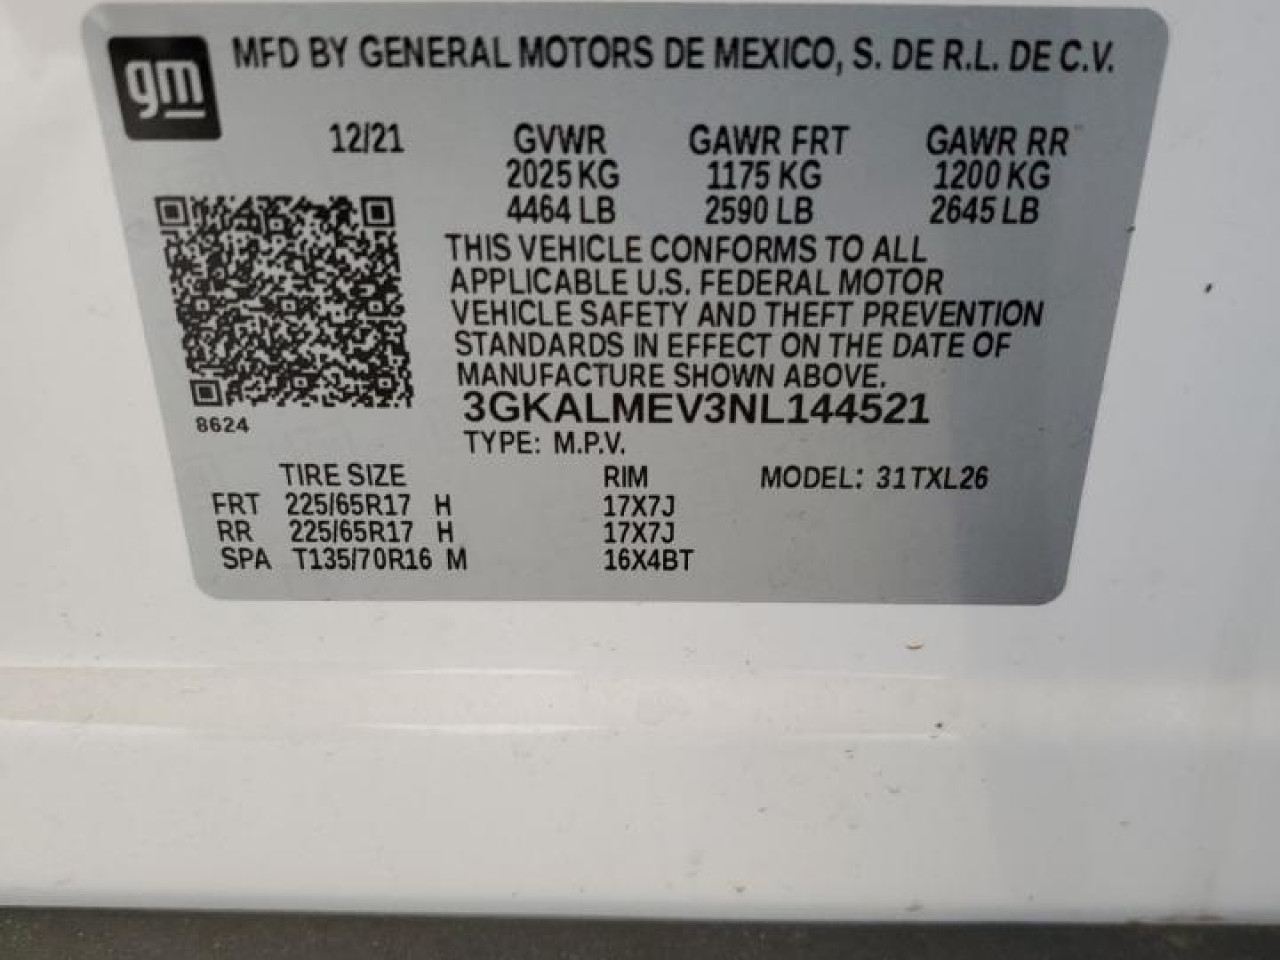 gm
MFD BY GENERAL MOTORS DE MEXICO, S. DE R.L. DE C.V.
12/21 GVWR GAWR FRT GAWR RR
2025 KG 1175 KG 1200 KG
4464 LB 2590 LB 2645 LB
THIS VEHICLE CONFORMS TO ALL
APPLICABLE U.S. FEDERAL MOTOR
VEHICLE SAFETY AND THEFT PREVENTION
STANDARDS IN EFFECT ON THE DATE OF
MANUFACTURE SHOWN ABOVE.
3GKALMEV3NL144521
8624
TYPE: M.P.V.
TIRE SIZE RIM MODEL: 31TXL26
FRT 225/65R17 H 17X7J
RR 225/65R17 H 17X7J
SPA T135/70R16 M 16X4BT